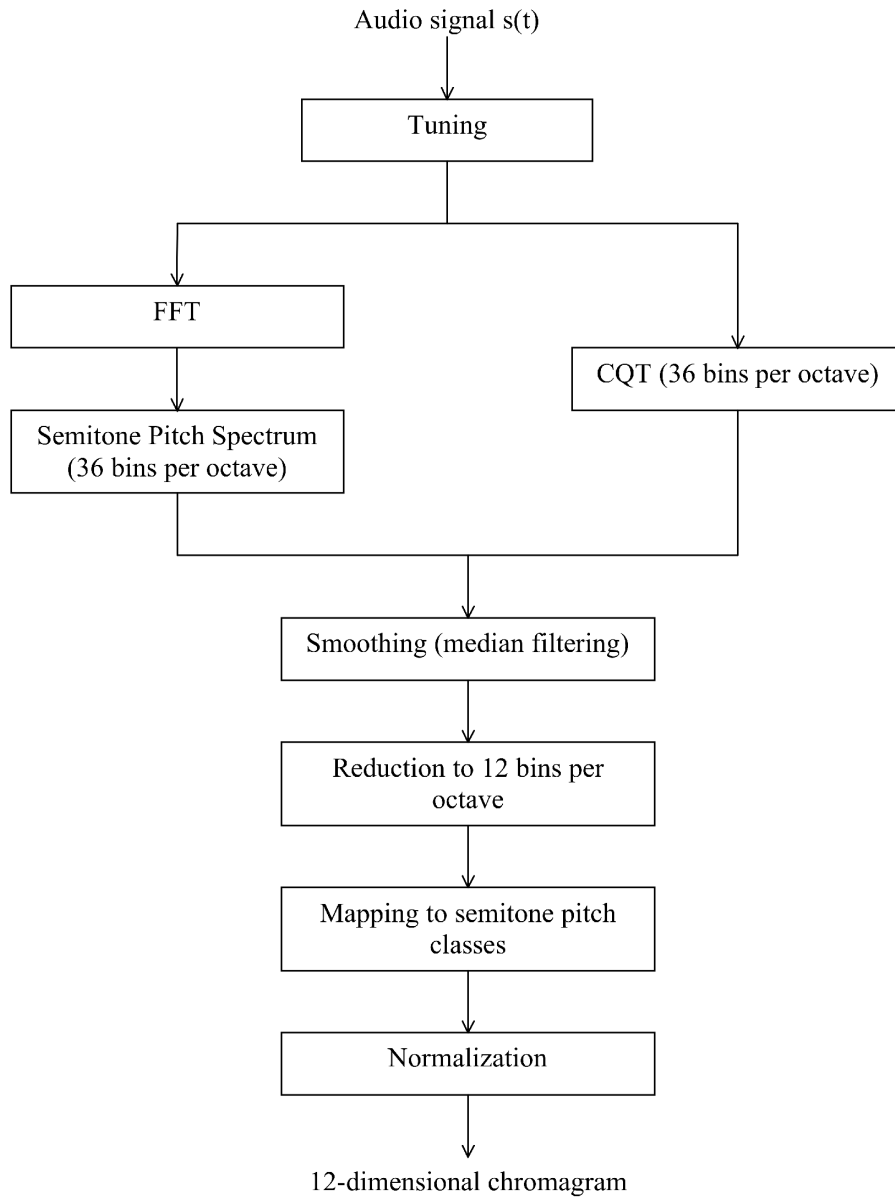 Audio signal s(t)
Tuning
FFT
CQT (36 bins per octave)
Semitone Pitch Spectrum
(36 bins per octave)
Smoothing (median filtering)
Reduction to 12 bins per
octave
Mapping to semitone pitch
classes
Normalization
12-dimensional chromagram